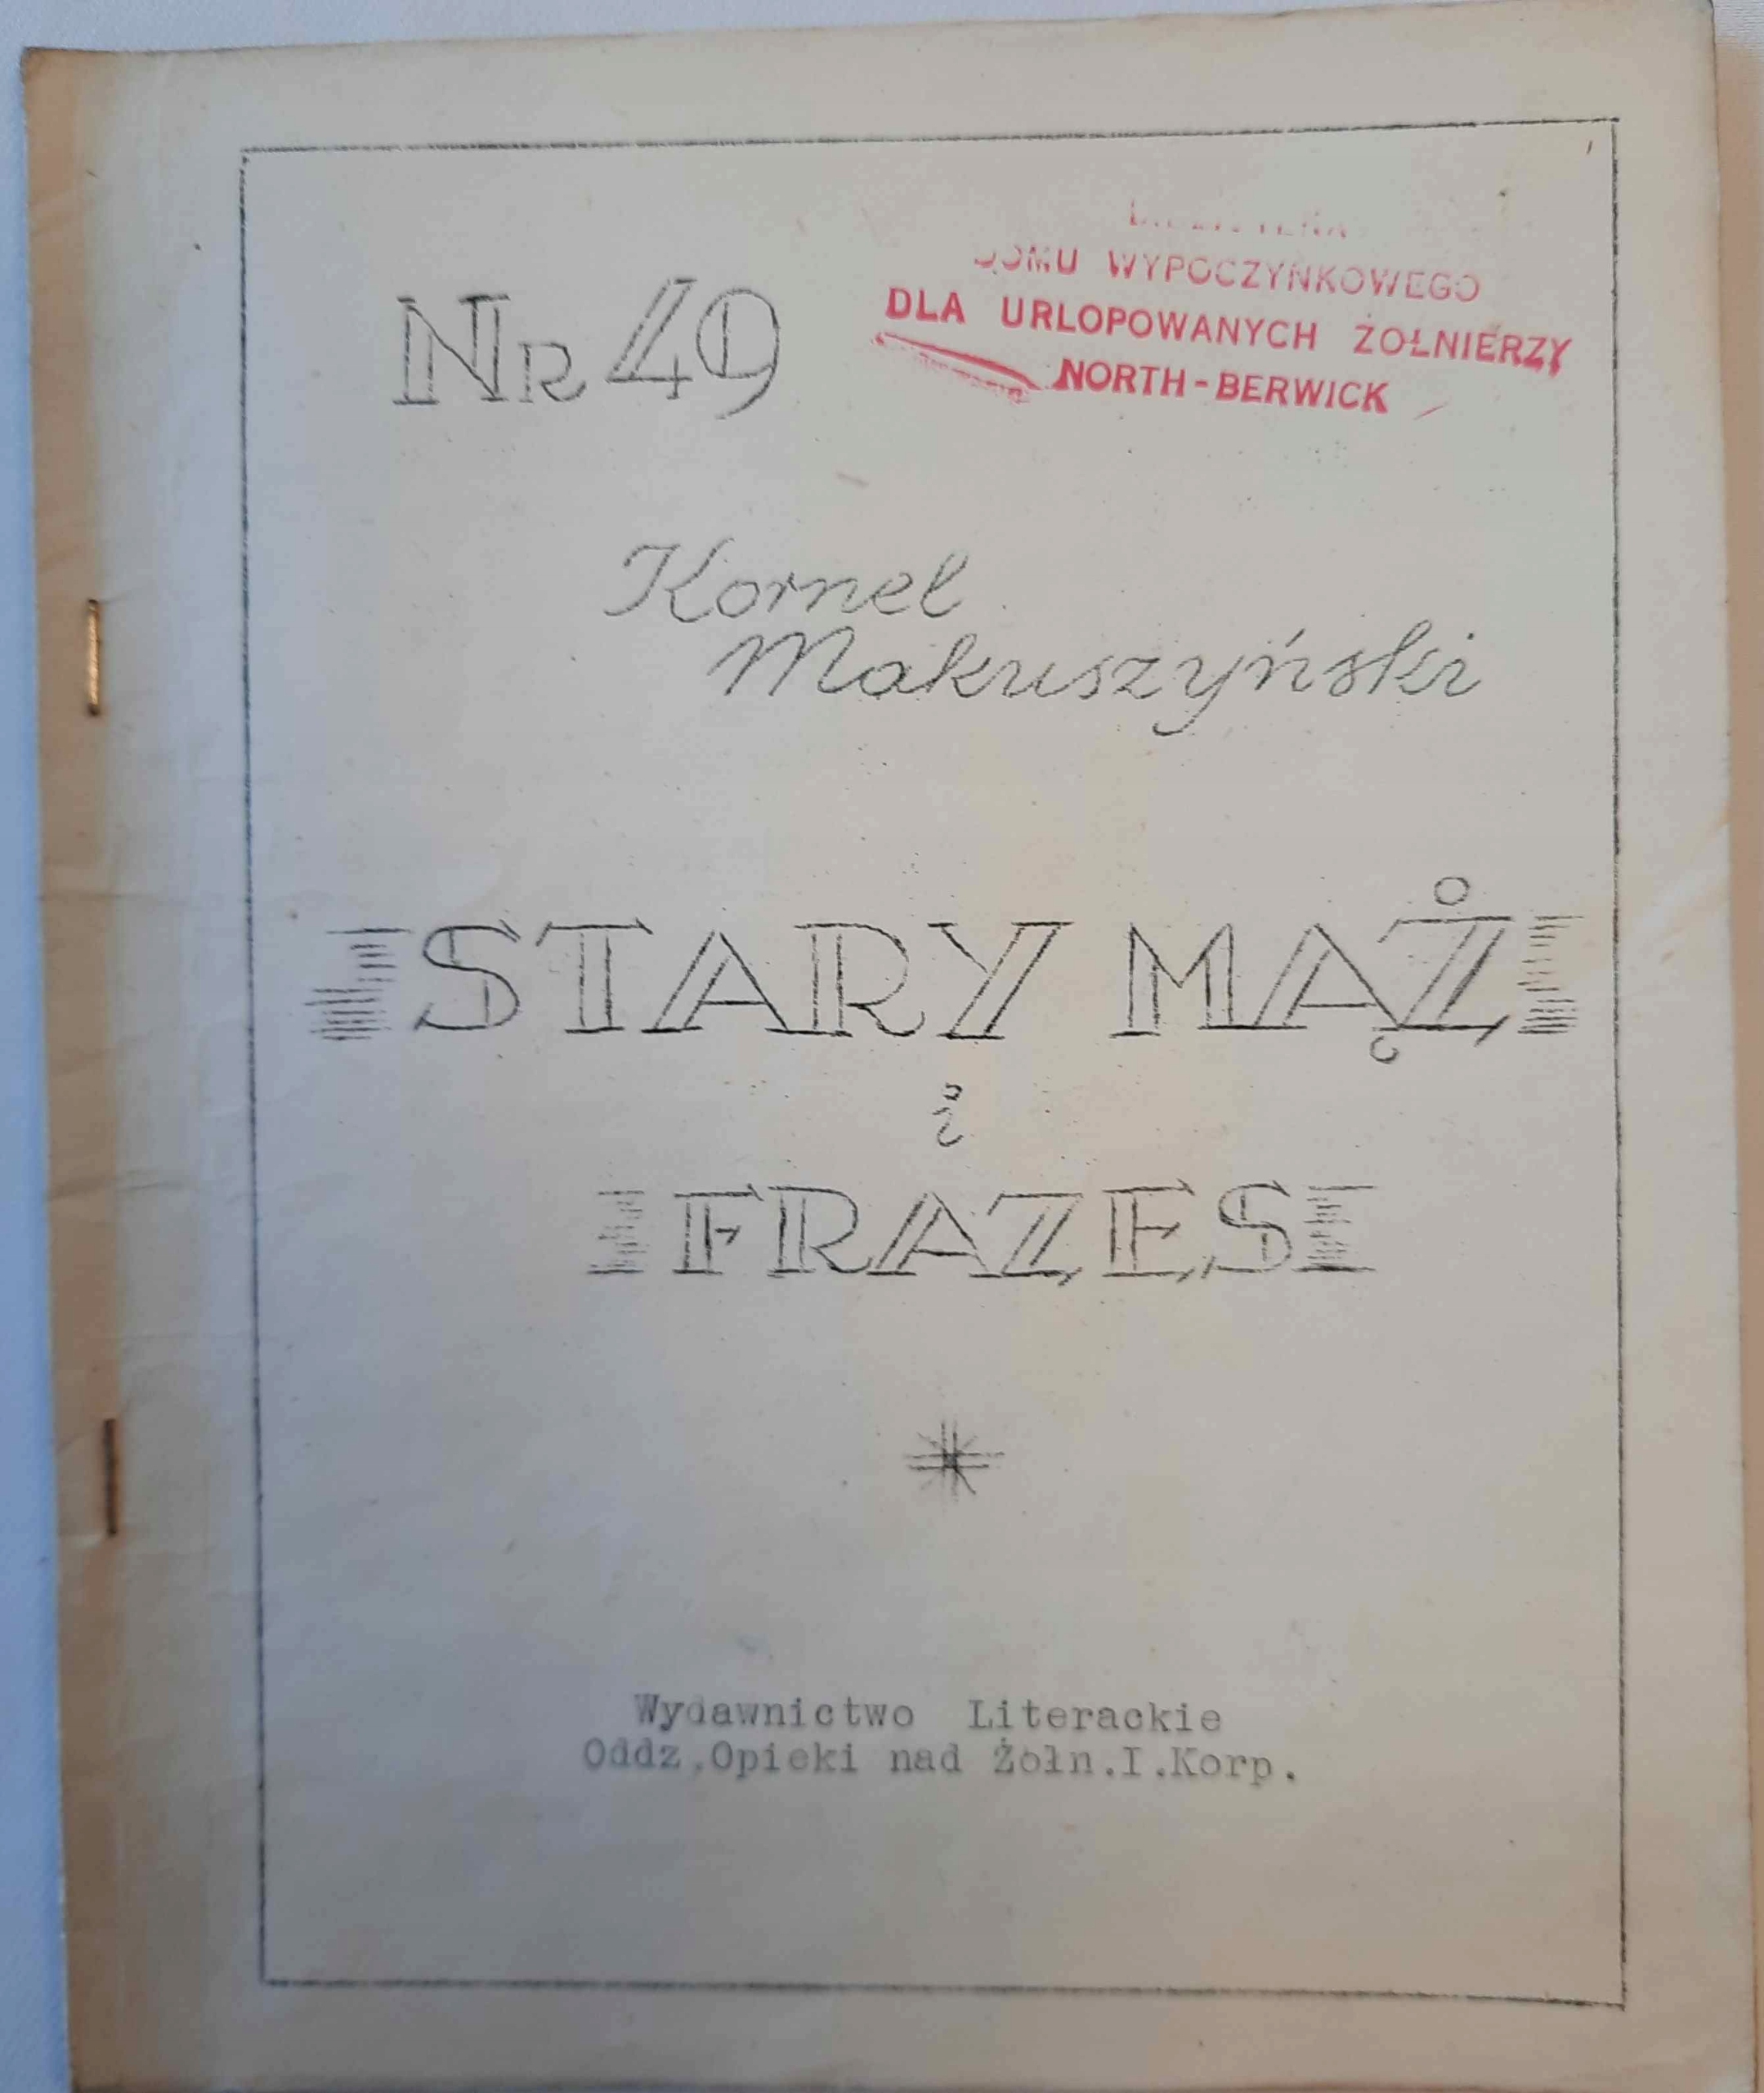 DOMU WYPOCZYNKOWEGO
DLA URLOPOWANYCH ŻOŁNIERZY
NORTH-BERWICK
NR 49
Kornel
Makuszyński
STARY MĄŻ
i
FRAZES
Wydawnictwo Literackie
Oddz.Opieki nad Żołn.I.Korp.